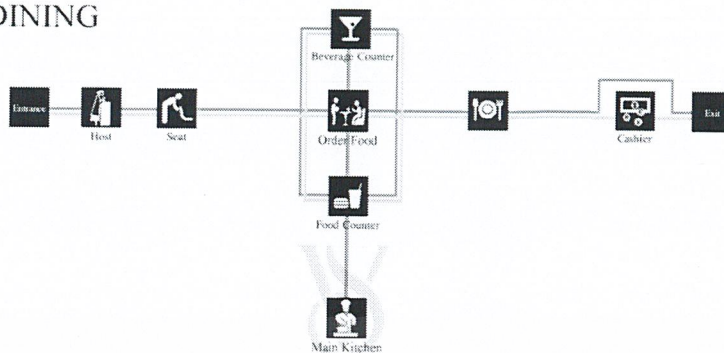 DINING
Beverage Counter
Entrance
Host
Seat
Order Food
Cashier
Exit
Food Counter
Main Kitchen